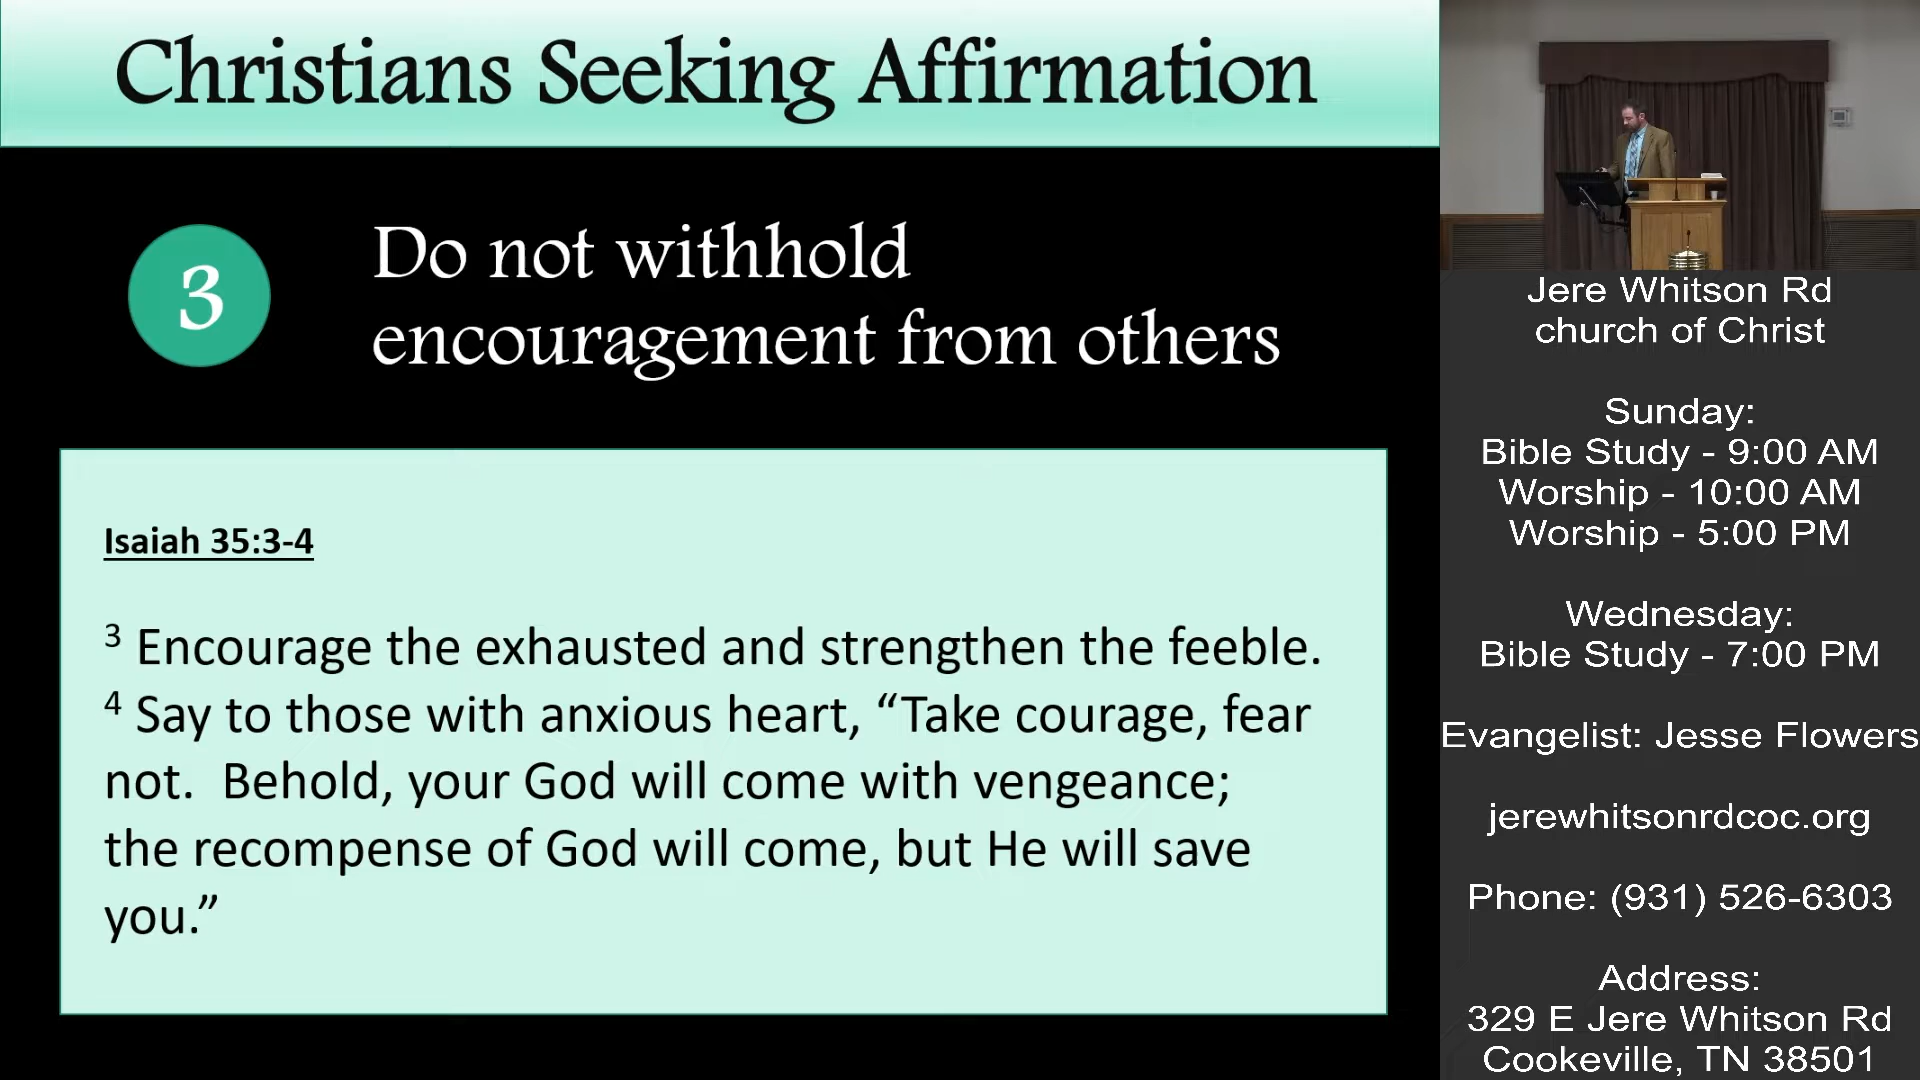 Christians Seeking Affirmation
3
Do not withhold
encouragement from others
Isaiah 35:3-4
3 Encourage the exhausted and strengthen the feeble.
4 Say to those with anxious heart, “Take courage, fear
not.  Behold, your God will come with vengeance;
the recompense of God will come, but He will save
you.”
Jere Whitson Rd
church of Christ
Sunday:
Bible Study - 9:00 AM
Worship - 10:00 AM
Worship - 5:00 PM
Wednesday:
Bible Study - 7:00 PM
Evangelist: Jesse Flowers
jerewhitsonrdcoc.org
Phone: (931) 526-6303
Address:
329 E Jere Whitson Rd
Cookeville, TN 38501